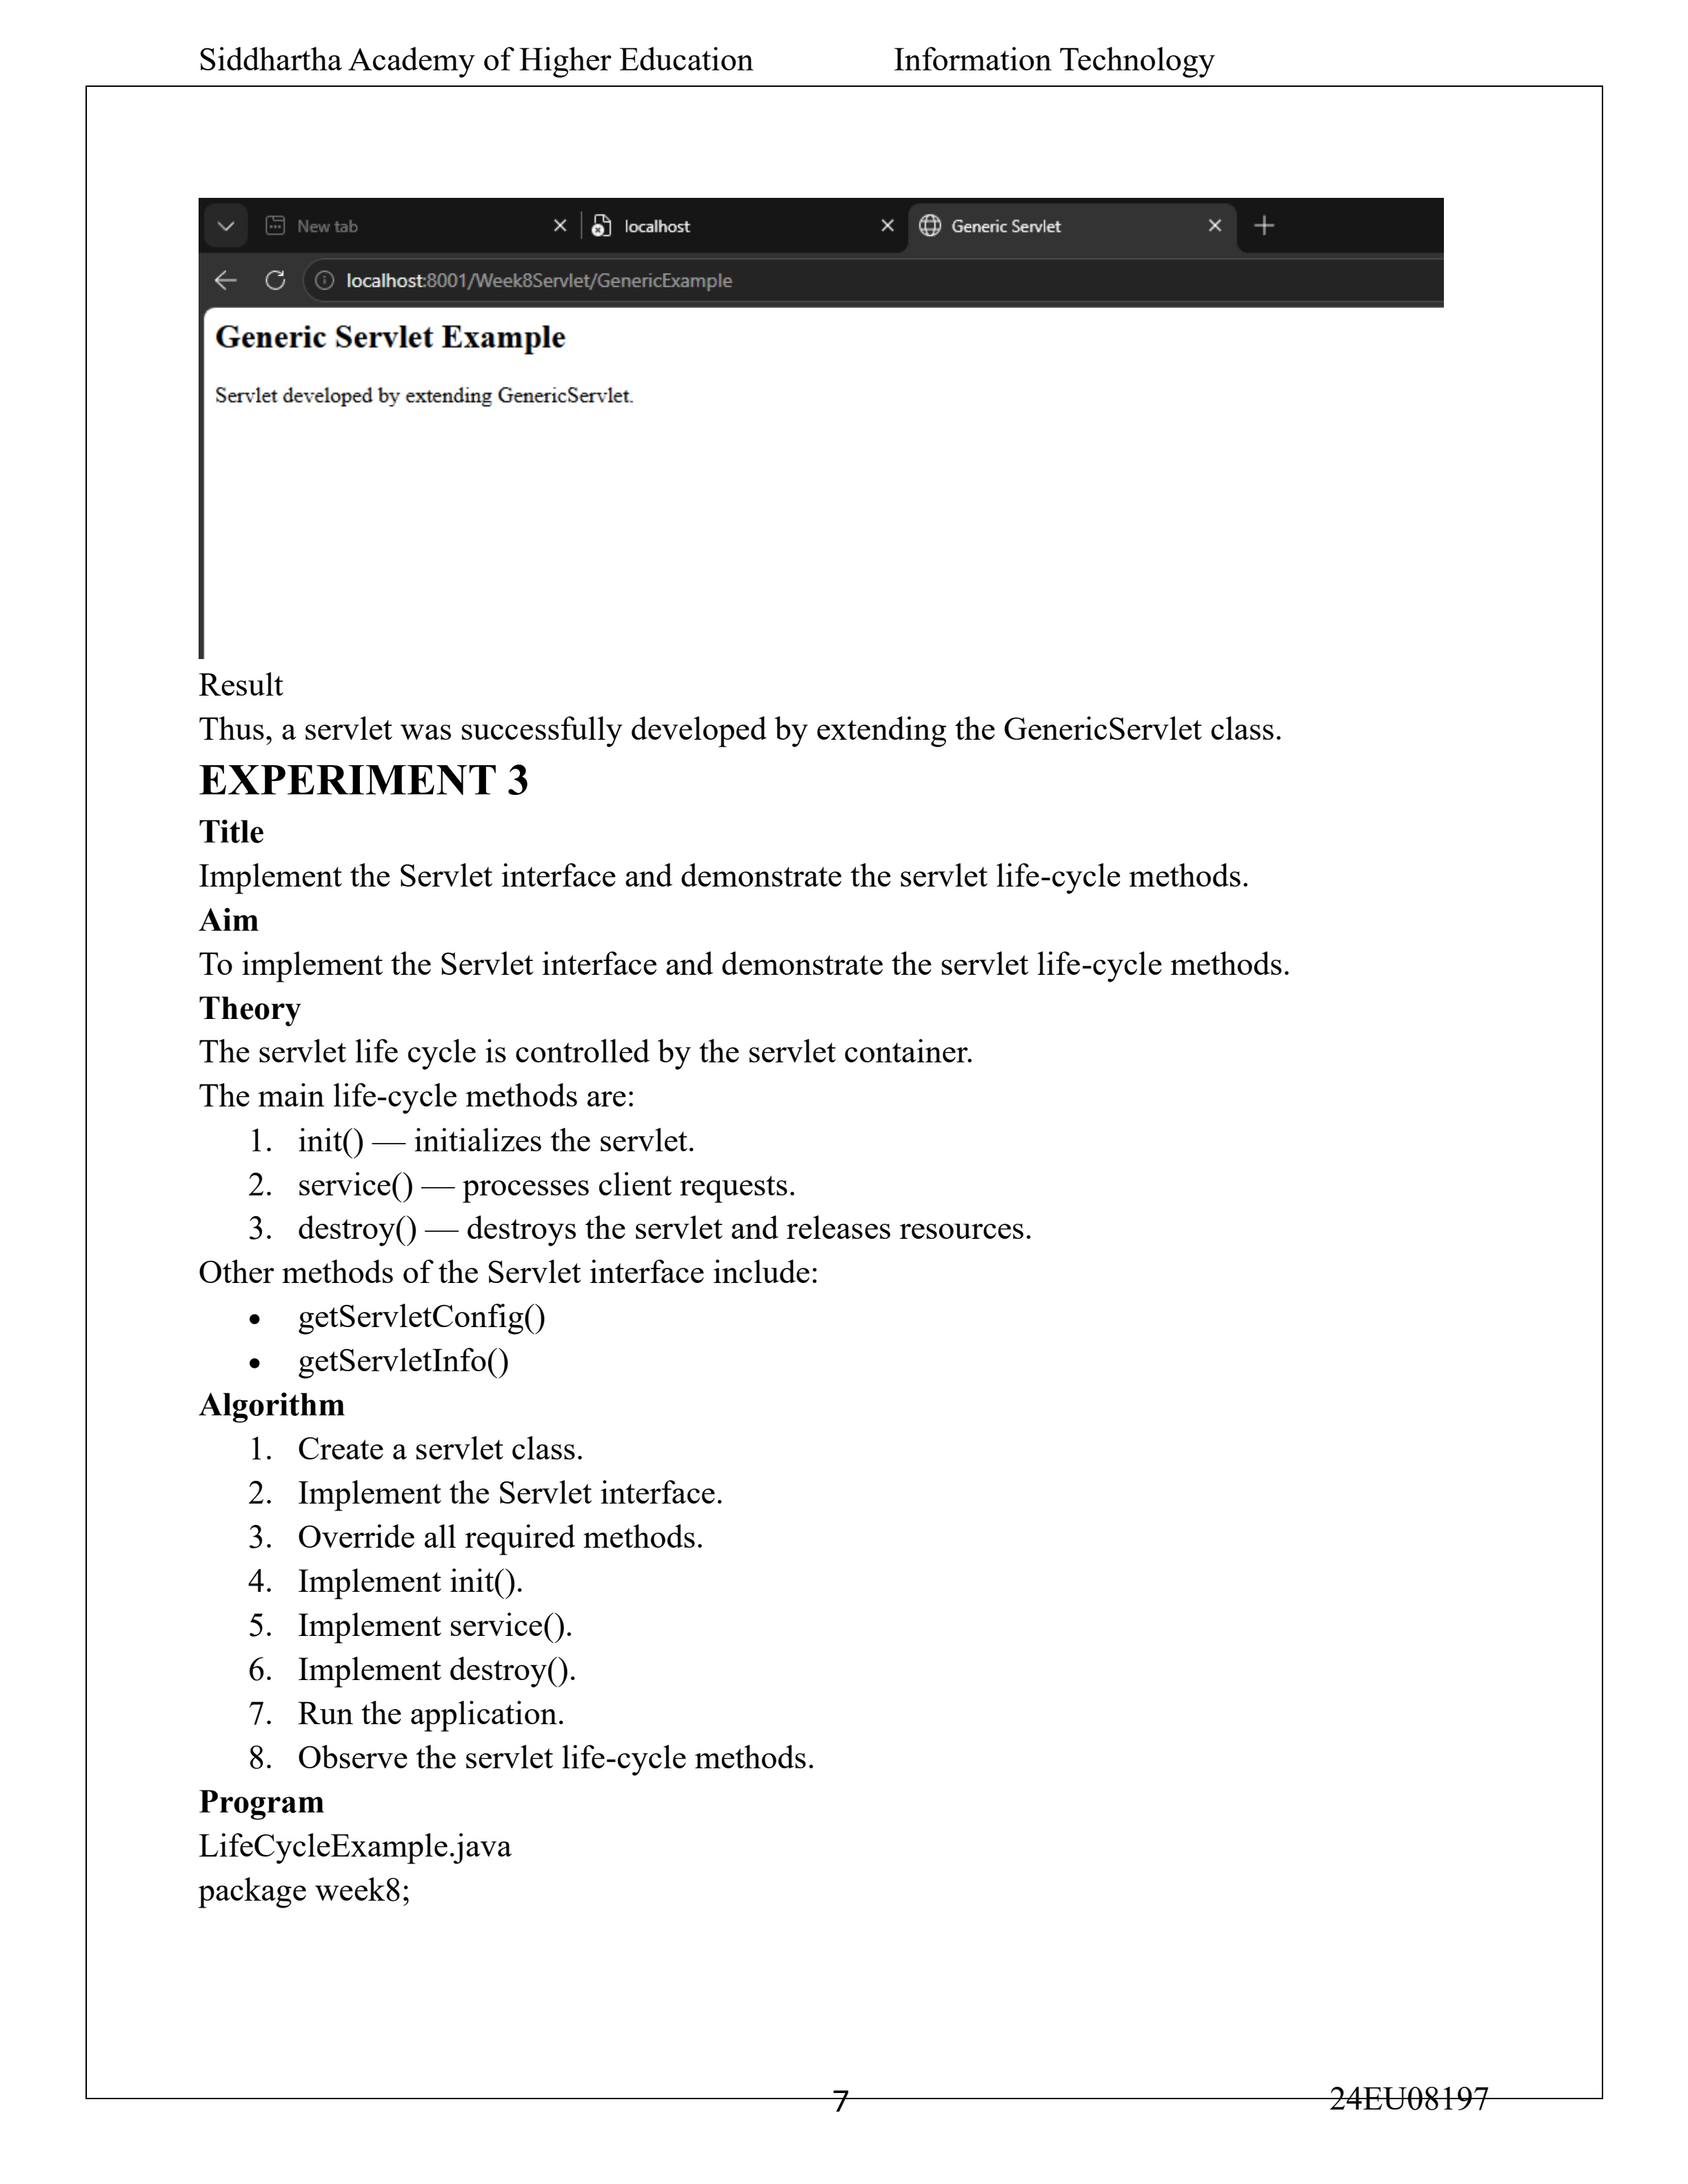 Siddhartha Academy of Higher Education Information Technology
New tab localhost Generic Servlet
localhost:8001/Week8Servlet/GenericExample
Generic Servlet Example
Servlet developed by extending GenericServlet.
Result
Thus, a servlet was successfully developed by extending the GenericServlet class.
EXPERIMENT 3
Title
Implement the Servlet interface and demonstrate the servlet life-cycle methods.
Aim
To implement the Servlet interface and demonstrate the servlet life-cycle methods.
Theory
The servlet life cycle is controlled by the servlet container.
The main life-cycle methods are:
1. init() — initializes the servlet.
2. service() — processes client requests.
3. destroy() — destroys the servlet and releases resources.
Other methods of the Servlet interface include:
• getServletConfig()
• getServletInfo()
Algorithm
1. Create a servlet class.
2. Implement the Servlet interface.
3. Override all required methods.
4. Implement init().
5. Implement service().
6. Implement destroy().
7. Run the application.
8. Observe the servlet life-cycle methods.
Program
LifeCycleExample.java
package week8;
7 24EU08197